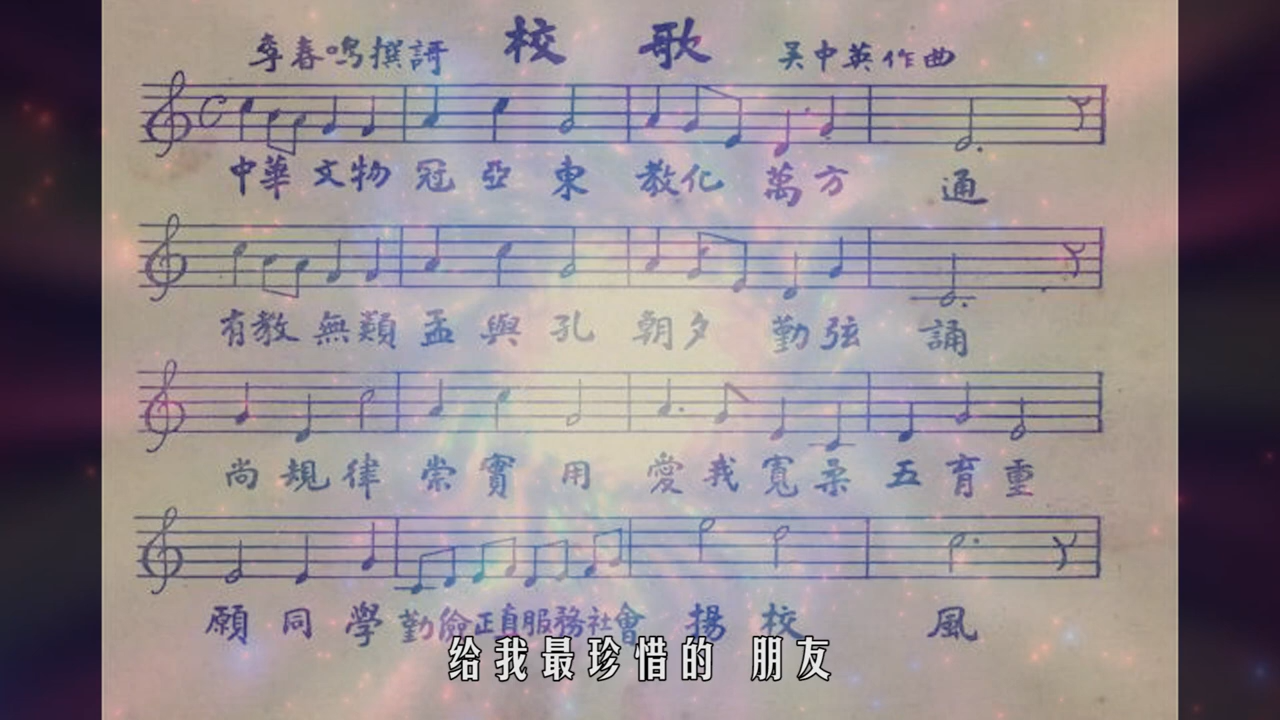 校歌
李春鳴撰詞 吳中英作曲
中華文物冠亞東教化萬方通
有教無類孟與孔朝夕勤弦誦
尚規律崇實用愛我寬柔五育重
願同學勤儉正直服務社會揚校風
给我最珍惜的 朋友